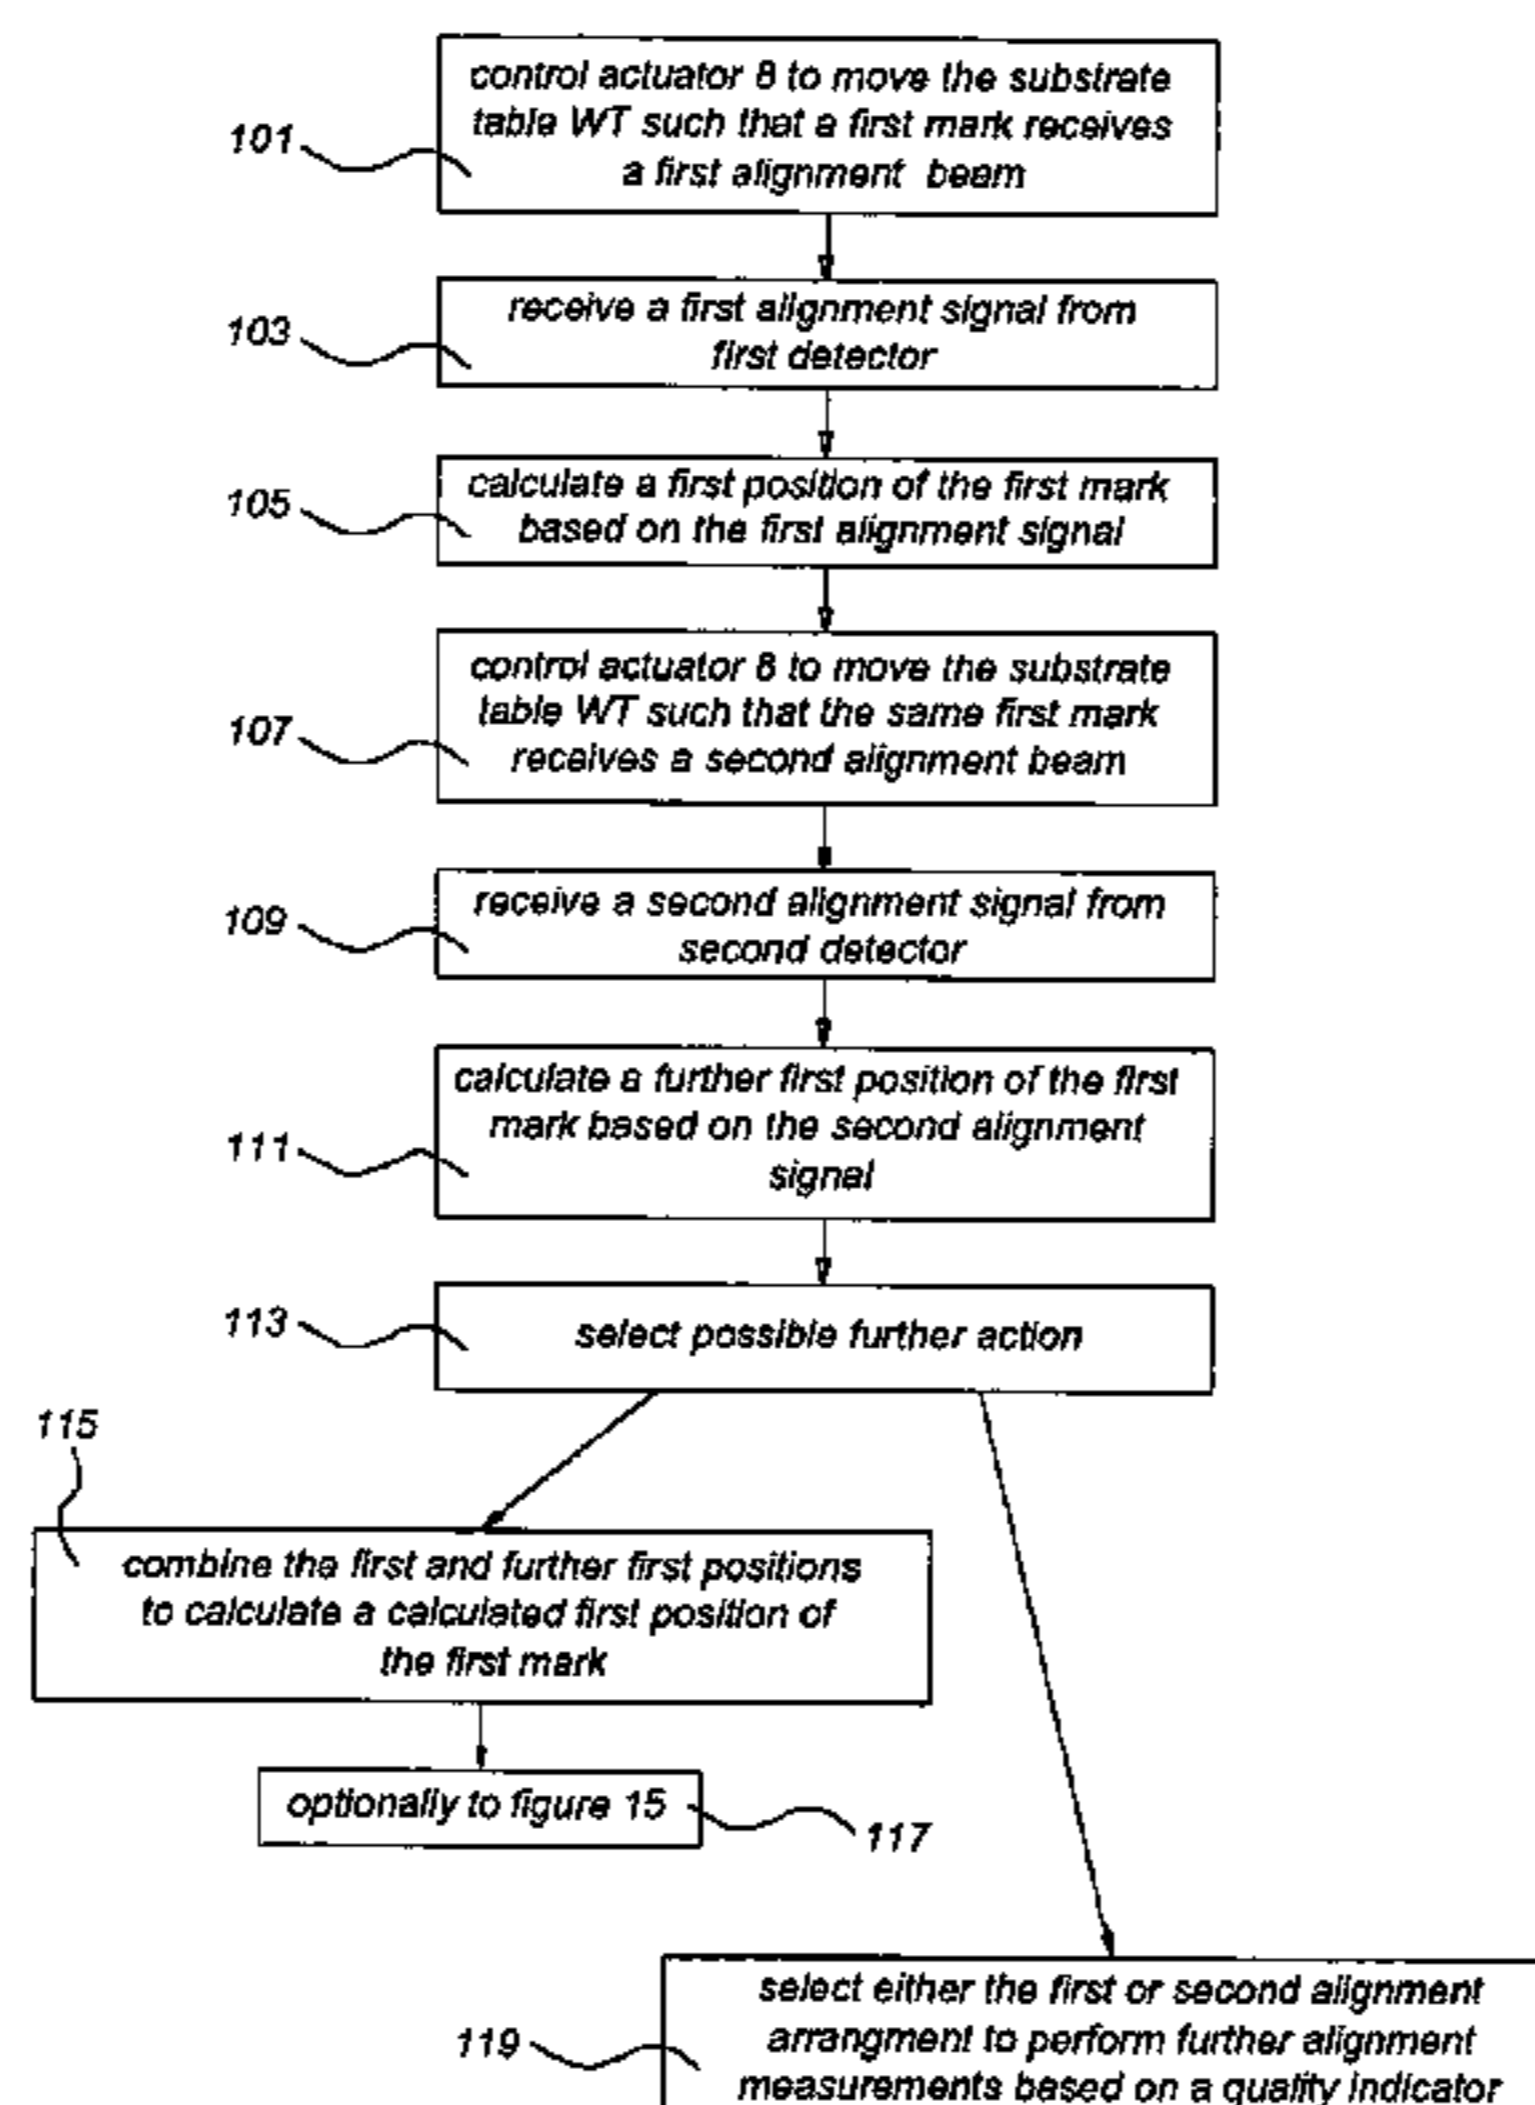 control actuator 8 to move the substrate
table WT such that a first mark receives
a first alignment beam
101
receive a first alignment signal from
first detector
103
calculate a first position of the first mark
based on the first alignment signal
105
control actuator 8 to move the substrate
table WT such that the same first mark
receives a second alignment beam
107
receive a second alignment signal from
second detector
109
calculate a further first position of the first
mark based on the second alignment
signal
111
select possible further action
113
115
combine the first and further first positions
to calculate a calculated first position of
the first mark
optionally to figure 15
117
select either the first or second alignment
arrangment to perform further alignment
measurements based on a quality indicator
119